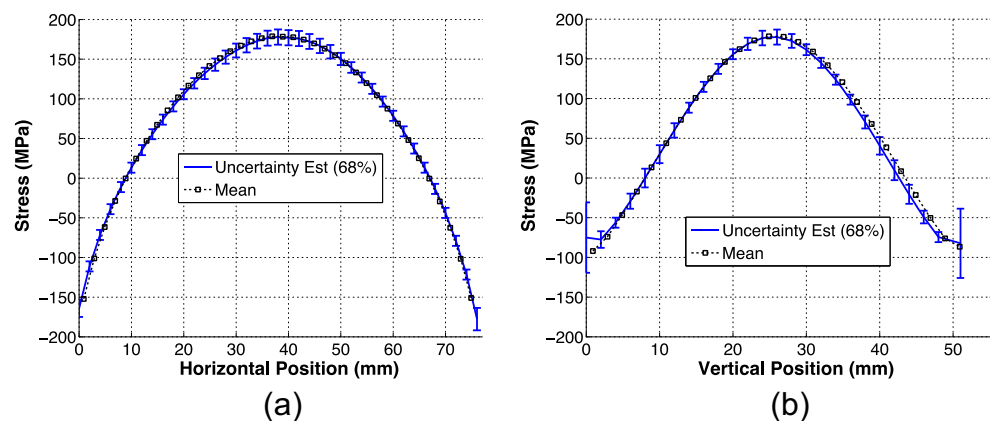 200
150
100
50
0
−50
−100
−150
−200
Stress (MPa)
0 10 20 30 40 50 60 70
Horizontal Position (mm)
Uncertainty Est (68%)
Mean
(a)
200
150
100
50
0
−50
−100
−150
−200
Stress (MPa)
0 10 20 30 40 50
Vertical Position (mm)
Uncertainty Est (68%)
Mean
(b)